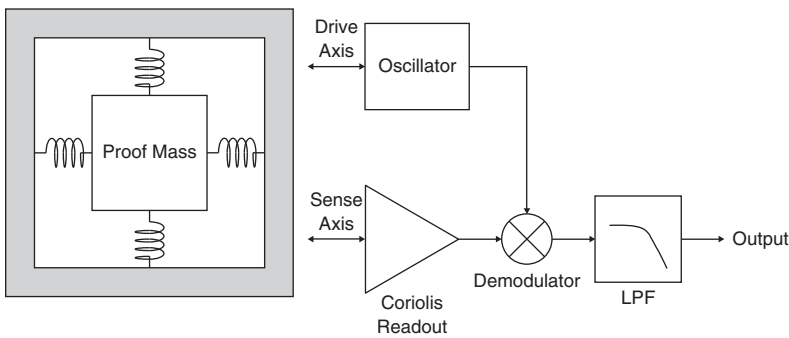 Drive
Axis
Oscillator
Proof Mass
Sense
Axis
Output
Demodulator
LPF
Coriolis
Readout